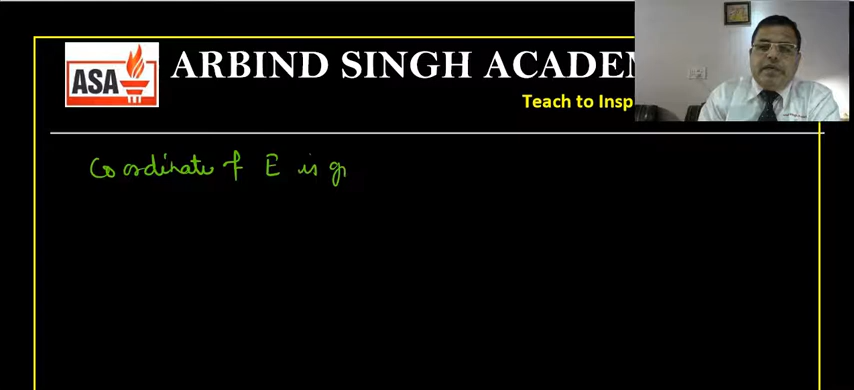 ASA
ARBIND SINGH ACADEM
Teach to Insp
Coordinate of E is